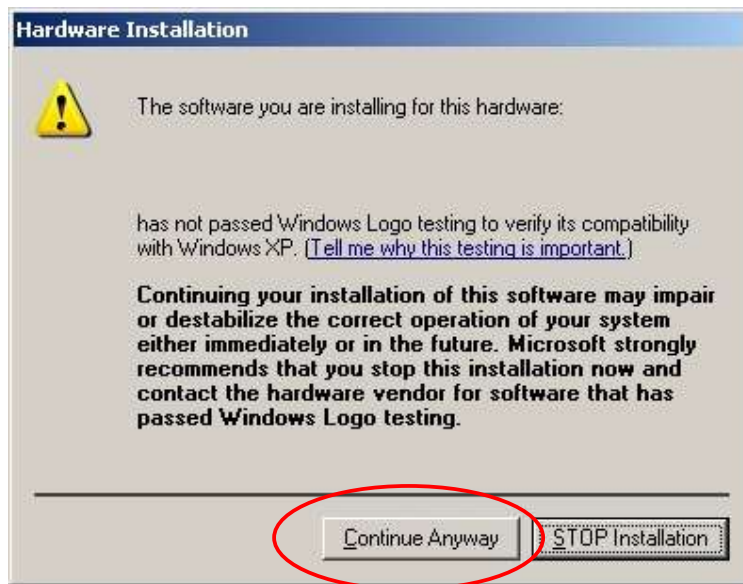 Hardware Installation
The software you are installing for this hardware:
has not passed Windows Logo testing to verify its compatibility
with Windows XP. (Tell me why this testing is important.)
Continuing your installation of this software may impair
or destabilize the correct operation of your system
either immediately or in the future. Microsoft strongly
recommends that you stop this installation now and
contact the hardware vendor for software that has
passed Windows Logo testing.
Continue Anyway
STOP Installation